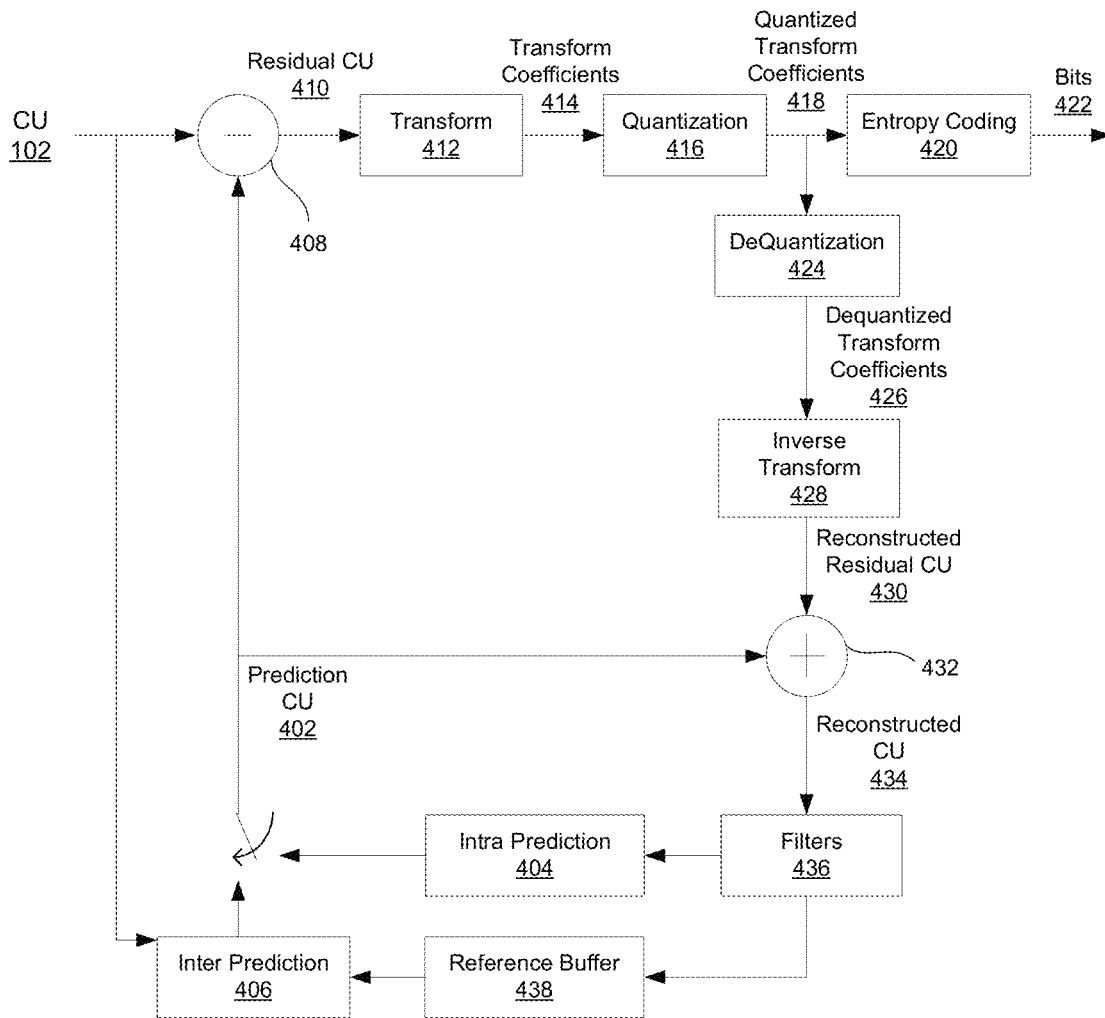 Residual CU
410
Transform
Coefficients
414
Quantized
Transform
Coefficients
418
Bits
422
CU
102
Transform
412
Quantization
416
Entropy Coding
420
408
DeQuantization
424
Dequantized
Transform
Coefficients
426
Inverse
Transform
428
Reconstructed
Residual CU
430
432
Prediction
CU
402
Reconstructed
CU
434
Intra Prediction
404
Filters
436
Inter Prediction
406
Reference Buffer
438